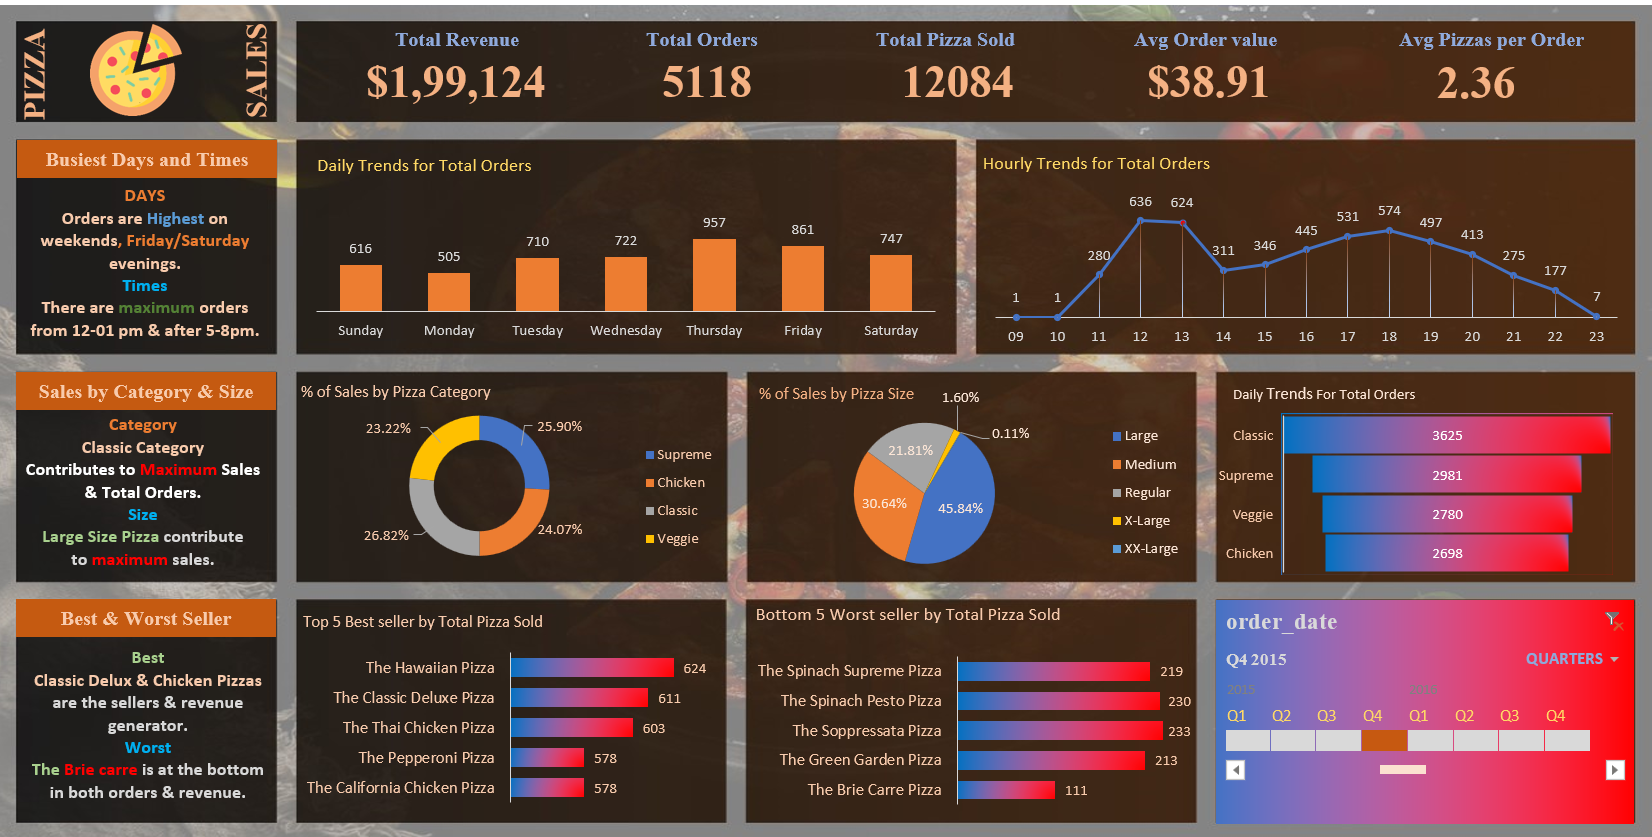 PIZZA
SALES
Total Revenue
$1,99,124
Total Orders
5118
Total Pizza Sold
12084
Avg Order value
$38.91
Avg Pizzas per Order
2.36
Busiest Days and Times
DAYS
Orders are Highest on
weekends, Friday/Saturday
evenings.
Times
There are maximum orders
from 12-01 pm & after 5-8pm.
Daily Trends for Total Orders
616
505
710
722
957
861
747
Sunday
Monday
Tuesday
Wednesday
Thursday
Friday
Saturday
Hourly Trends for Total Orders
1
1
280
636
624
311
346
445
531
574
497
413
275
177
7
09
10
11
12
13
14
15
16
17
18
19
20
21
22
23
Sales by Category & Size
Category
Classic Category
Contributes to Maximum Sales
& Total Orders.
Size
Large Size Pizza contribute
to maximum sales.
% of Sales by Pizza Category
23.22%
25.90%
26.82%
24.07%
Supreme
Chicken
Classic
Veggie
% of Sales by Pizza Size
1.60%
0.11%
21.81%
30.64%
45.84%
Large
Medium
Regular
X-Large
XX-Large
Daily Trends For Total Orders
Classic 3625
Supreme 2981
Veggie 2780
Chicken 2698
Best & Worst Seller
Best
Classic Delux & Chicken Pizzas
are the sellers & revenue
generator.
Worst
The Brie carre is at the bottom
in both orders & revenue.
Top 5 Best seller by Total Pizza Sold
The Hawaiian Pizza 624
The Classic Deluxe Pizza 611
The Thai Chicken Pizza 603
The Pepperoni Pizza 578
The California Chicken Pizza 578
Bottom 5 Worst seller by Total Pizza Sold
The Spinach Supreme Pizza 219
The Spinach Pesto Pizza 230
The Soppressata Pizza 233
The Green Garden Pizza 213
The Brie Carre Pizza 111
order_date
Q4 2015
QUARTERS
2015
Q1 Q2 Q3 Q4 Q1 Q2 Q3 Q4